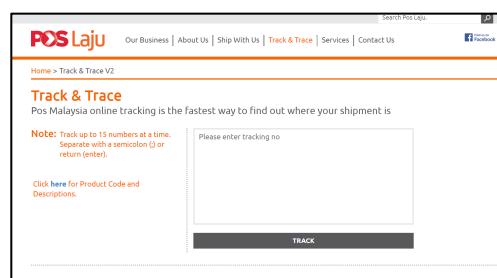 Search Pos Laju.
POS Laju
Our Business | About Us | Ship With Us | Track & Trace | Services | Contact Us
Facebook
Home > Track & Trace V2
Track & Trace
Pos Malaysia online tracking is the fastest way to find out where your shipment is
Note: Track up to 15 numbers at a time.
Separate with a semicolon (;) or
return (enter).
Please enter tracking no
Click here for Product Code and
Descriptions.
TRACK